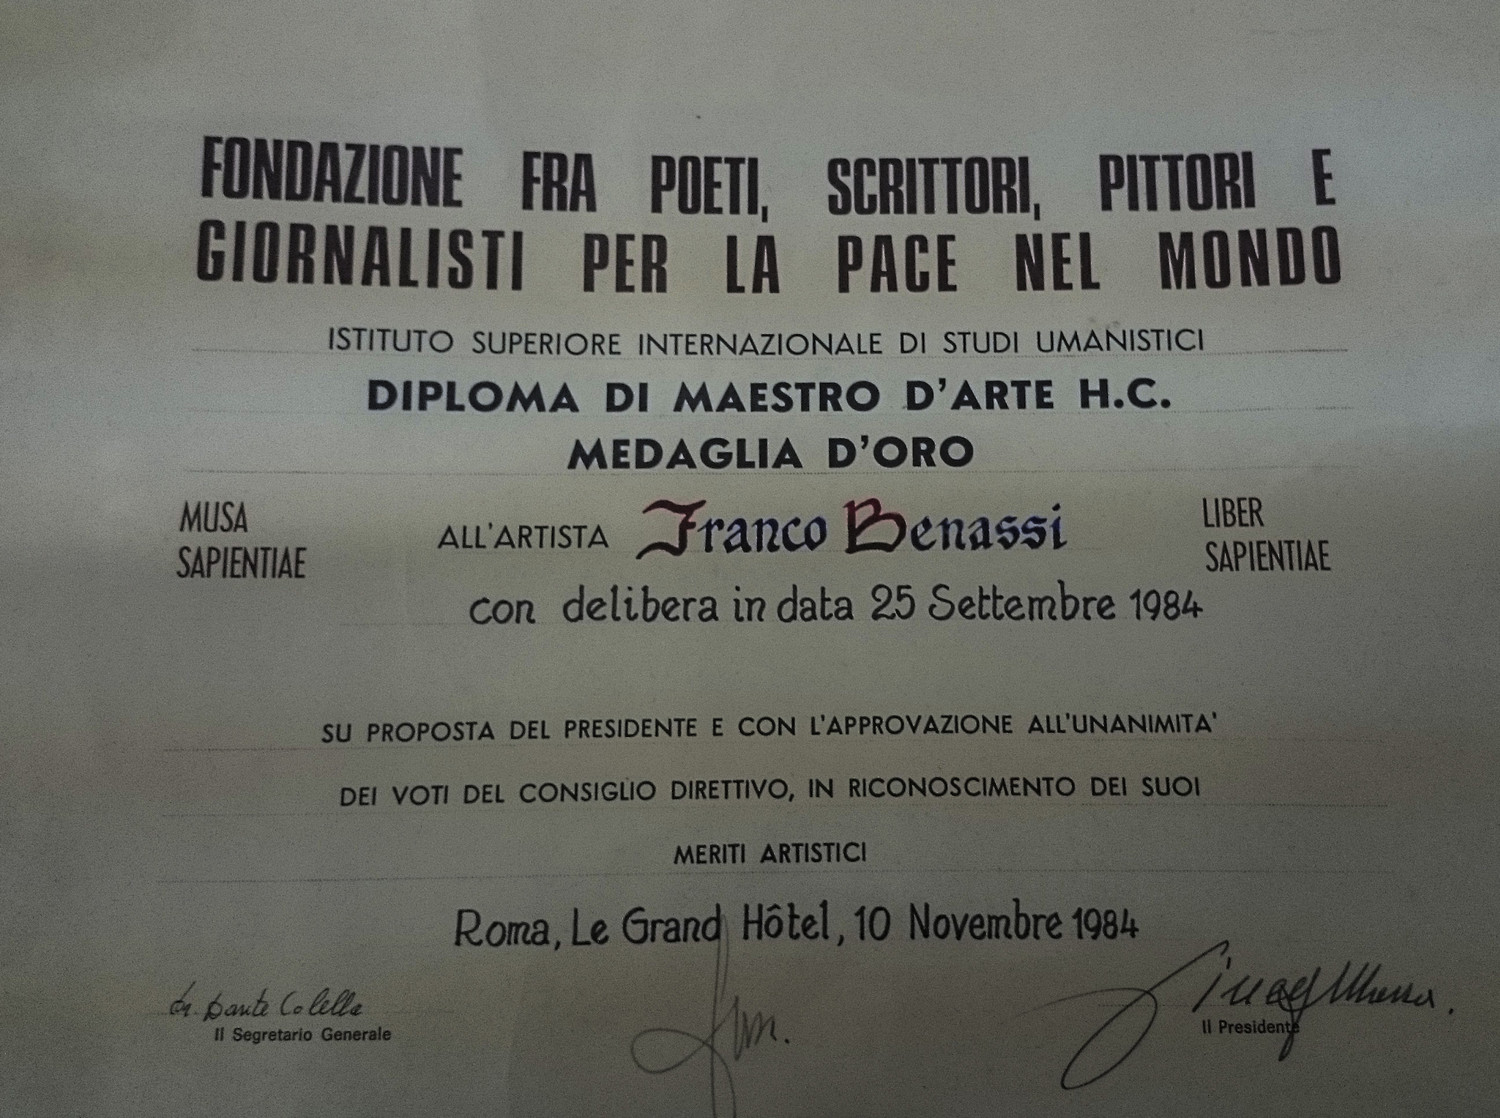 FONDAZIONE FRA POETI, SCRITTORI, PITTORI E
GIORNALISTI PER LA PACE NEL MONDO
ISTITUTO SUPERIORE INTERNAZIONALE DI STUDI UMANISTICI
DIPLOMA DI MAESTRO D'ARTE H.C.
MEDAGLIA D'ORO
MUSA
SAPIENTIAE
ALL'ARTISTA Franco Benassi
LIBER
SAPIENTIAE
con delibera in data 25 Settembre 1984
SU PROPOSTA DEL PRESIDENTE E CON L'APPROVAZIONE ALL'UNANIMITA'
DEI VOTI DEL CONSIGLIO DIRETTIVO, IN RICONOSCIMENTO DEI SUOI
MERITI ARTISTICI
Roma, Le Grand Hôtel, 10 Novembre 1984
Dante Colella
Il Segretario Generale
Il Presidente